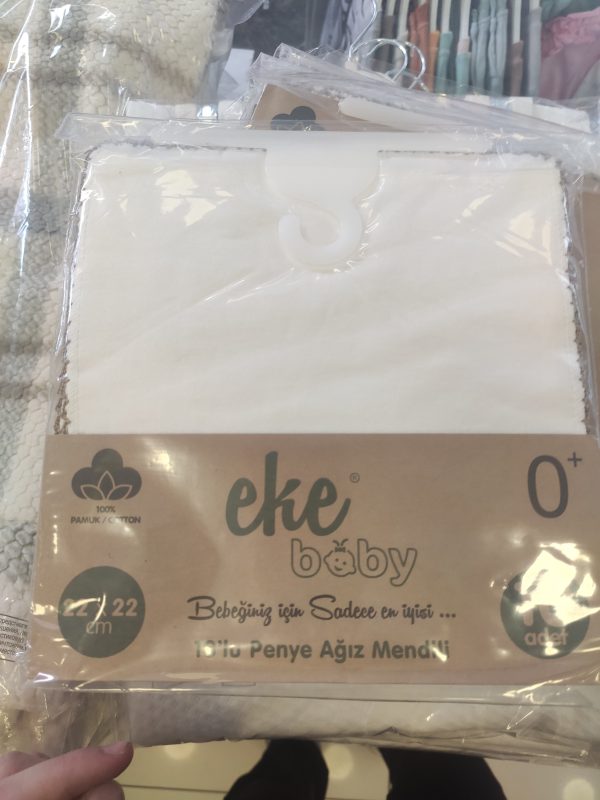 100%
PAMUK / COTTON
eke®
baby
0+
22 x 22
cm
Bebeğiniz için Sadece en iyisi ...
adet
10'lu Penye Ağız Mendili